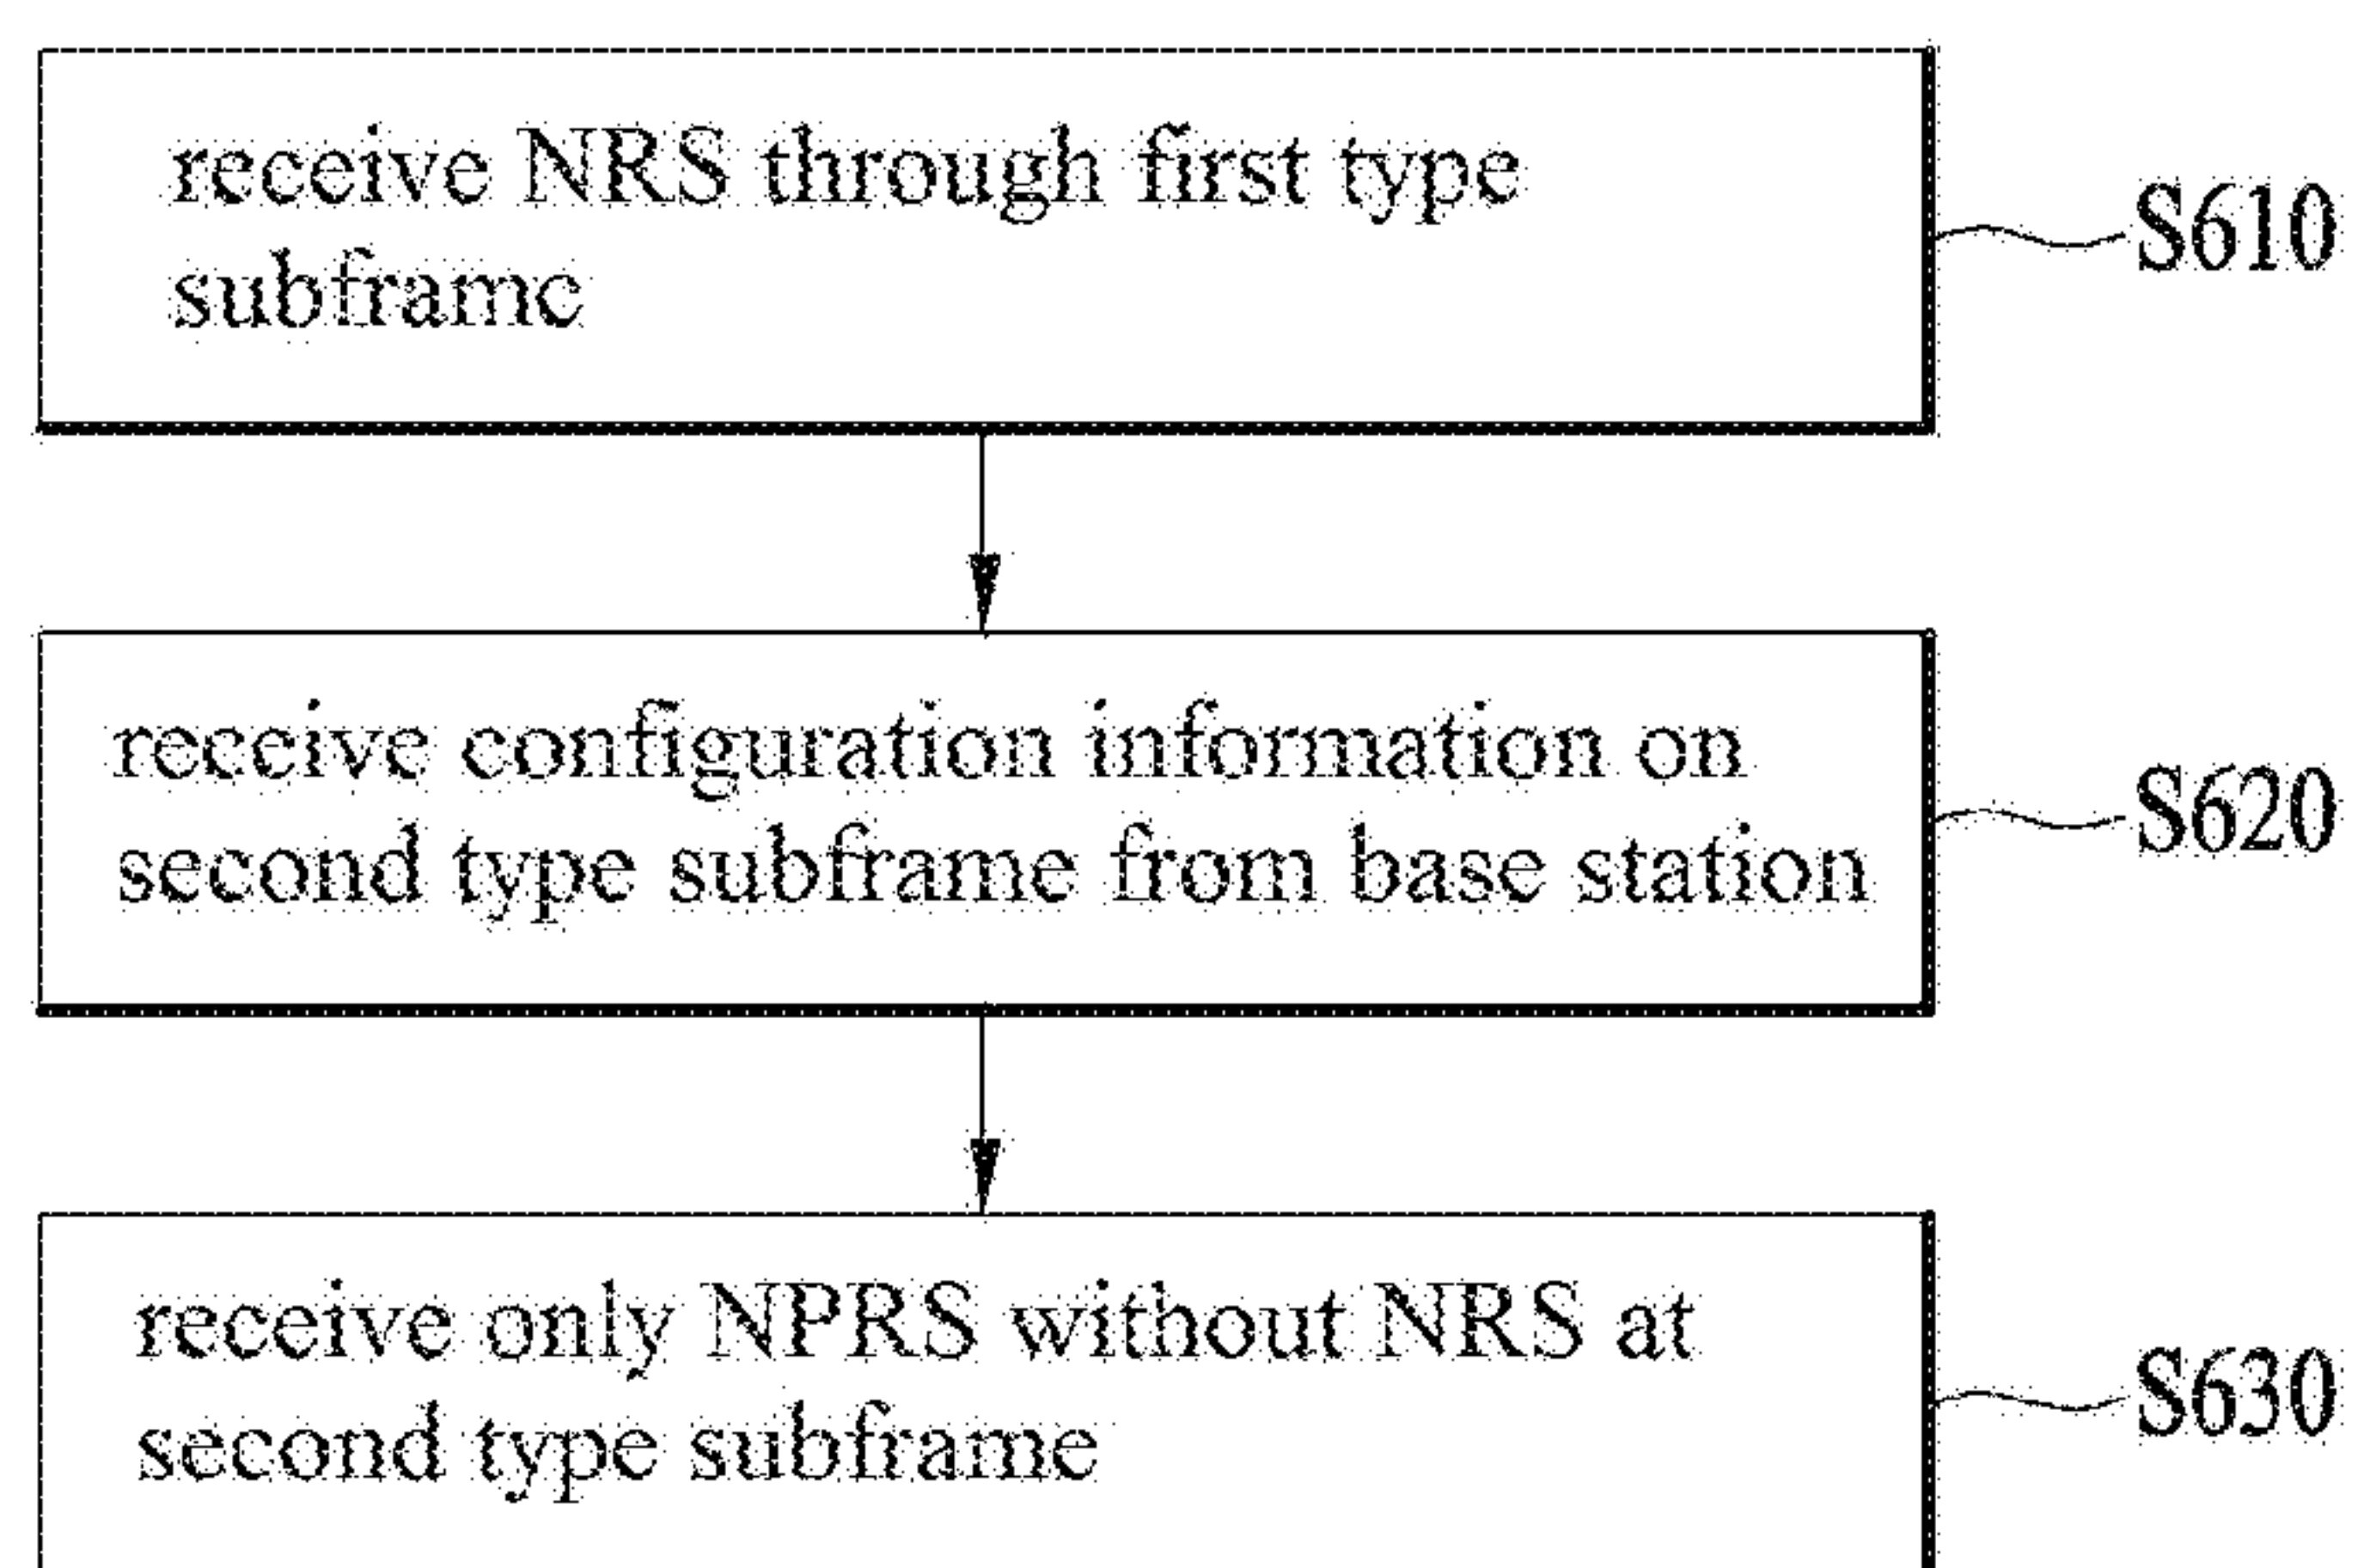 receive NRS through first type
subframe
S610
receive configuration information on
second type subframe from base station
S620
receive only NPRS without NRS at
second type subframe
S630